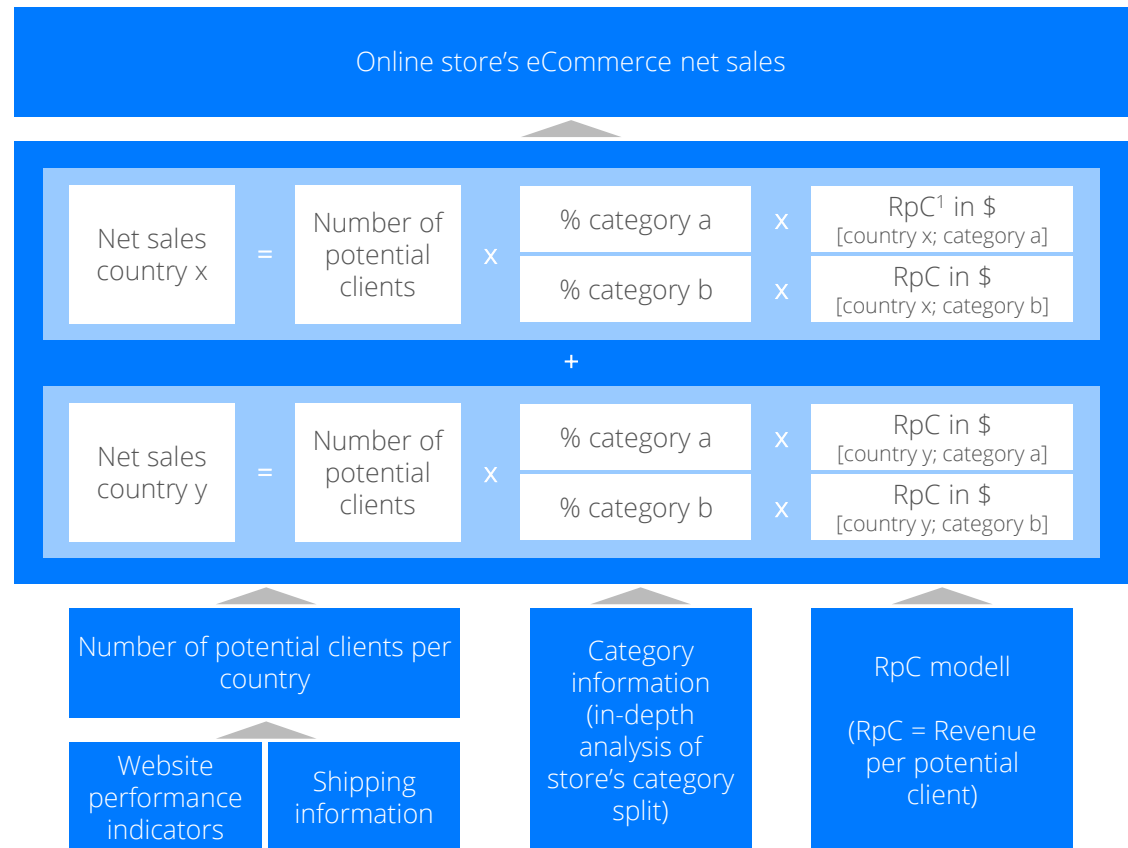 Online store’s eCommerce net sales
Net sales
country x
=
Number of
potential
clients
x
% category a
x
RpC¹ in $
[country x; category a]
% category b
x
RpC in $
[country x; category b]
+
Net sales
country y
=
Number of
potential
clients
x
% category a
x
RpC in $
[country y; category a]
% category b
x
RpC in $
[country y; category b]
Number of potential clients per
country
Website
performance
indicators
Shipping
information
Category
information
(in-depth
analysis of
store’s category
split)
RpC modell
(RpC = Revenue
per potential
client)